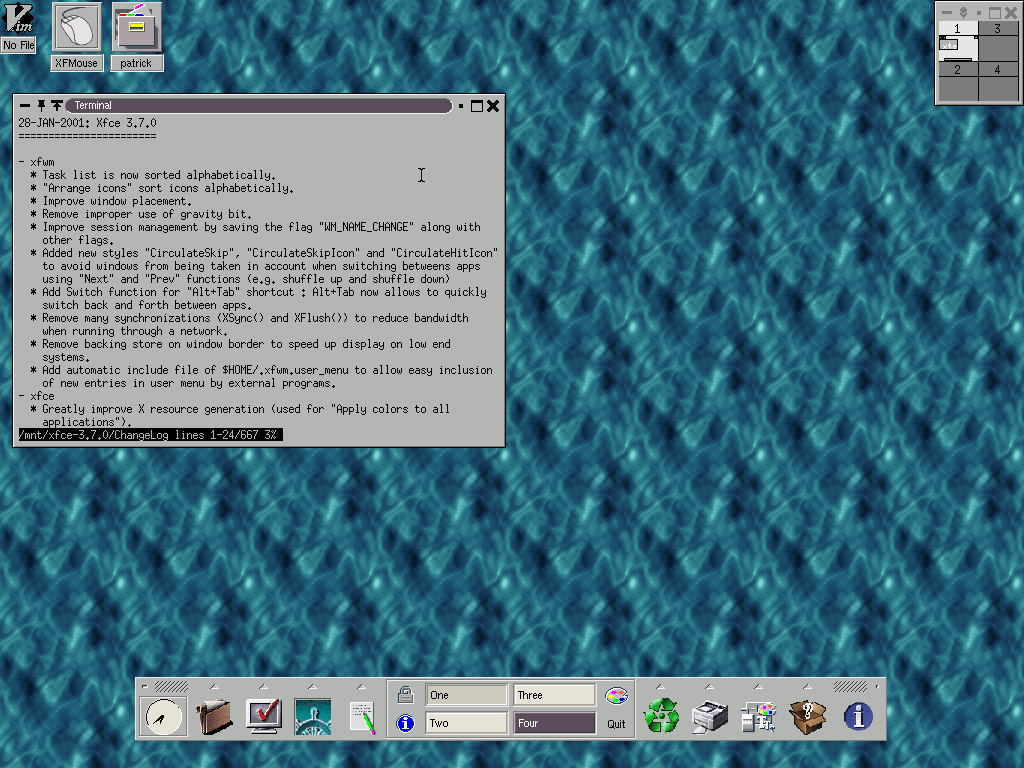 No File
XFMouse
patrick
1
3
xte
2
4
Terminal
28-JAN-2001: Xfce 3.7.0
=======================
- xfwm
* Task list is now sorted alphabetically.
* "Arrange icons" sort icons alphabetically.
* Improve window placement.
* Remove improper use of gravity bit.
* Improve session management by saving the flag "WM_NAME_CHANGE" along with
other flags.
* Added new styles "CirculateSkip", "CirculateSkipIcon" and "CirculateHitIcon"
to avoid windows from being taken in account when switching betweens apps
using "Next" and "Prev" functions (e.g. shuffle up and shuffle down)
* Add Switch function for "Alt+Tab" shortcut : Alt+Tab now allows to quickly
switch back and forth between apps.
* Remove many synchronizations (XSync() and XFlush()) to reduce bandwidth
when running through a network.
* Remove backing store on window border to speed up display on low end
systems.
* Add automatic include file of $HOME/.xfwm.user_menu to allow easy inclusion
of new entries in user menu by external programs.
- xfce
* Greatly improve X resource generation (used for "Apply colors to all
applications").
/mnt/xfce-3.7.0/ChangeLog lines 1-24/667 3%
One
Three
Two
Four
Quit